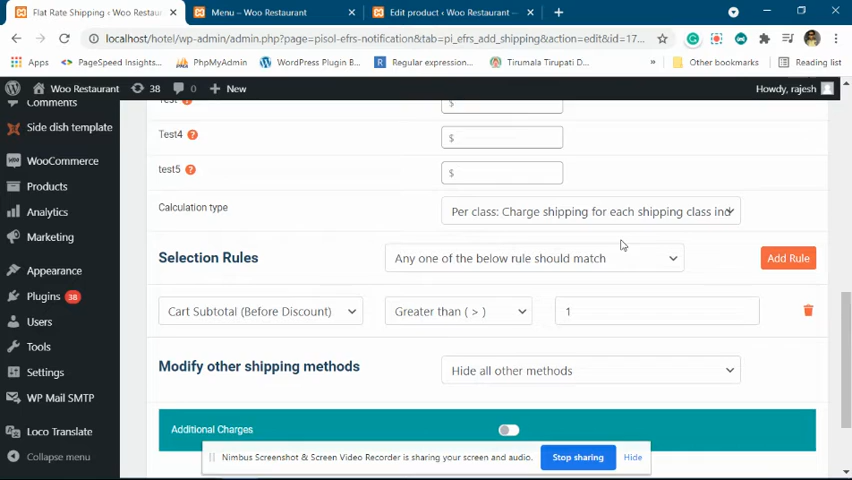 Flat Rate Shipping ‹ Woo Restau
Menu – Woo Restaurant
Edit product ‹ Woo Restaurant —
localhost/hotel/wp-admin/admin.php?page=pisol-efrs-notification&tab=pi_efrs_add_shipping&action=edit&id=17...
PageSpeed Insights...
PhpMyAdmin
WordPress Plugin B...
Regular expression...
Tirumala Tirupati D...
»
Other bookmarks
Reading list
Woo Restaurant
38
0
+ New
Howdy, rajesh
Comments
Side dish template
WooCommerce
Products
Analytics
Marketing
Appearance
Plugins 38
Users
Tools
Settings
WP Mail SMTP
Loco Translate
Collapse menu
Test ?
$
Test4 ?
$
test5 ?
$
Calculation type
Per class: Charge shipping for each shipping class ind
Selection Rules
Any one of the below rule should match
Add Rule
Cart Subtotal (Before Discount)
Greater than ( > )
1
Modify other shipping methods
Hide all other methods
Additional Charges
Nimbus Screenshot & Screen Video Recorder is sharing your screen and audio.
Stop sharing
Hide